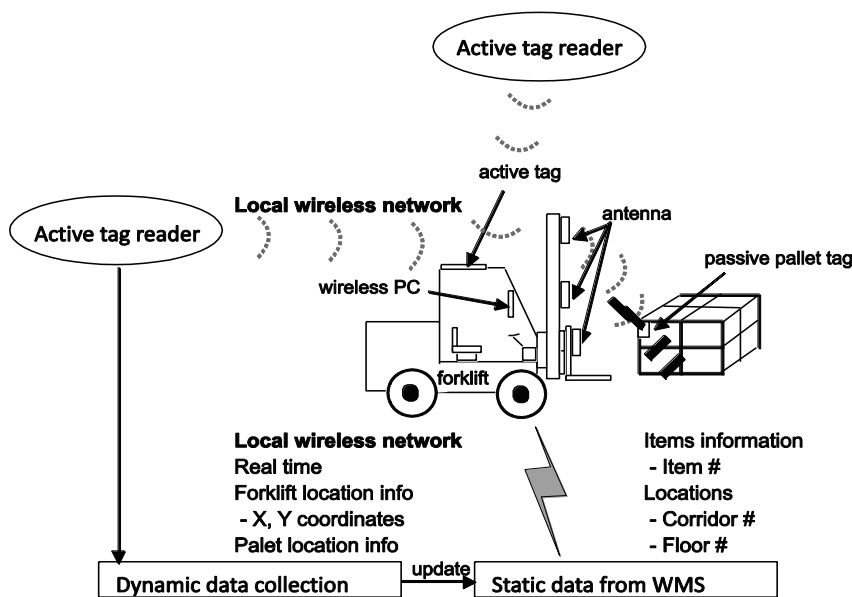 Active tag reader
active tag
Local wireless network
antenna
Active tag reader
passive pallet tag
wireless PC
forklift
Local wireless network
Real time
Forklift location info
- X, Y coordinates
Palet location info
Items information
- Item #
Locations
- Corridor #
- Floor #
Dynamic data collection
update
Static data from WMS